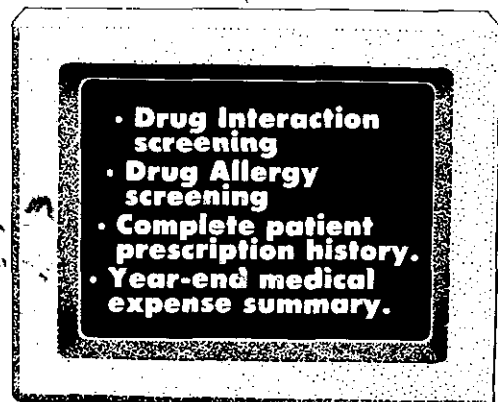 • Drug Interaction
screening
• Drug Allergy
screening
• Complete patient
prescription history.
• Year-end medical
expense summary.